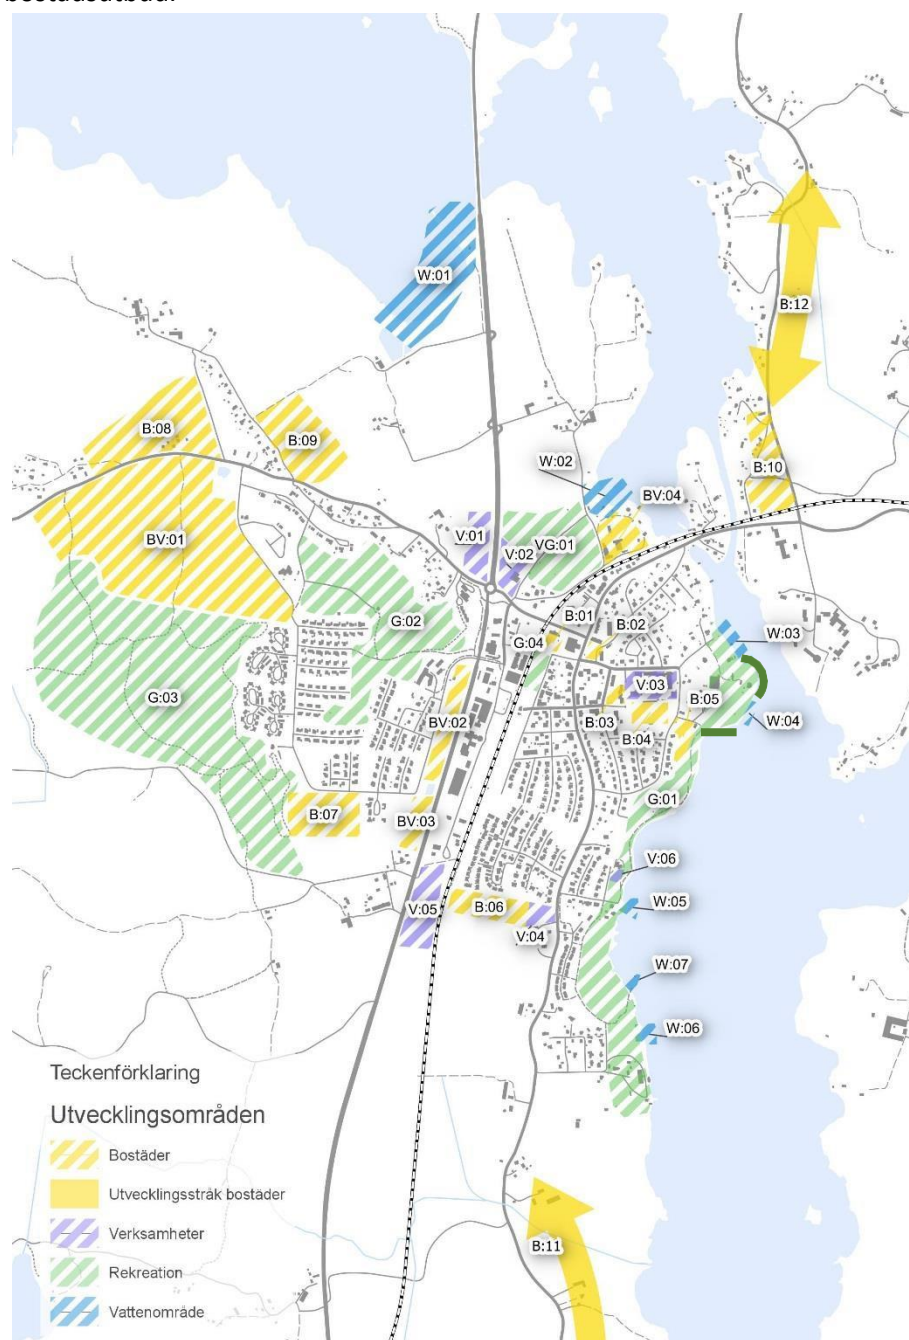 W:01
B:12
B:08
B:09
W:02
B:10
BV:04
V:01
VG:01
V:02
BV:01
B:01
B:02
G:02
G:04
W:03
V:03
B:05
G:03
BV:02
B:03
W:04
B:04
G:01
B:07
BV:03
V:06
V:05
B:06
W:05
V:04
W:07
W:06
Teckenförklaring
Utvecklingsområden
Bostäder
Utvecklingsstråk bostäder
Verksamheter
B:11
Rekreation
Vattenområde